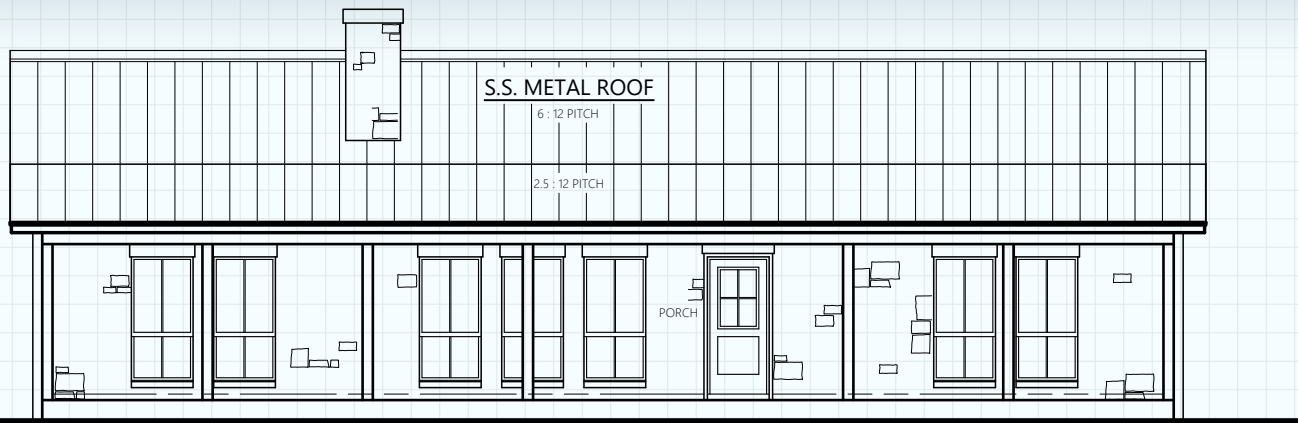 S.S. METAL ROOF
6 : 12 PITCH
2.5 : 12 PITCH
PORCH